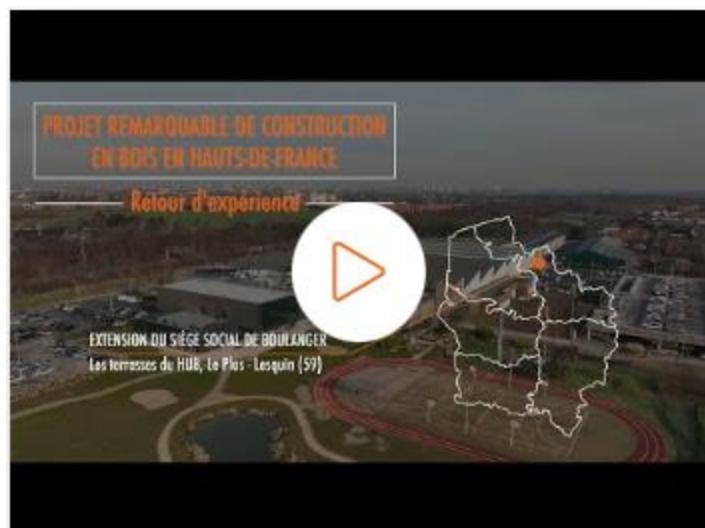 PROJET REMARQUABLE DE CONSTRUCTION
EN BOIS EN HAUTS-DE-FRANCE
Retour d'expérience
EXTENSION DU SIÈGE SOCIAL DE BOULANGER
Les terrasses du HUB, Le Plus - Lesquin (59)